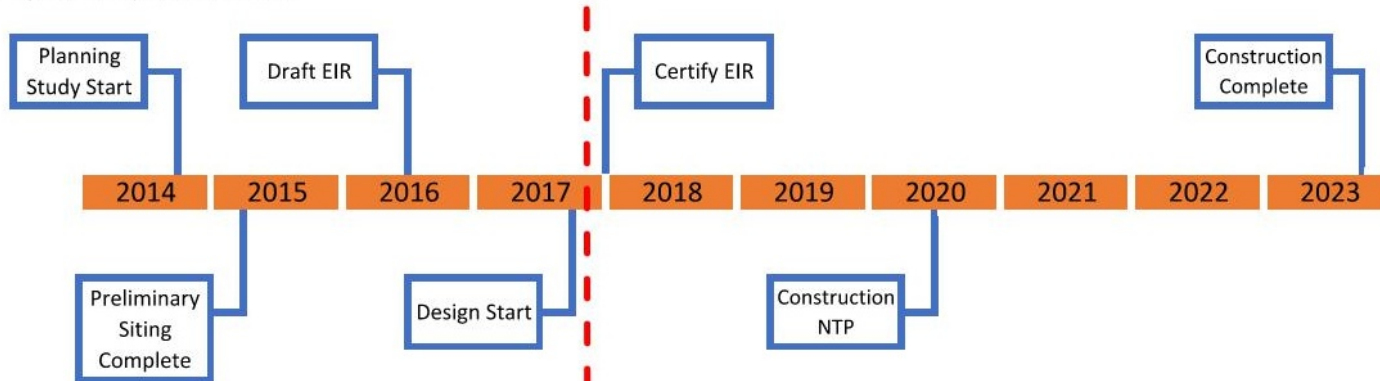 Planning
Study Start
Draft EIR
Certify EIR
Construction
Complete
2014 2015 2016 2017 2018 2019 2020 2021 2022 2023
Preliminary
Siting
Complete
Design Start
Construction
NTP